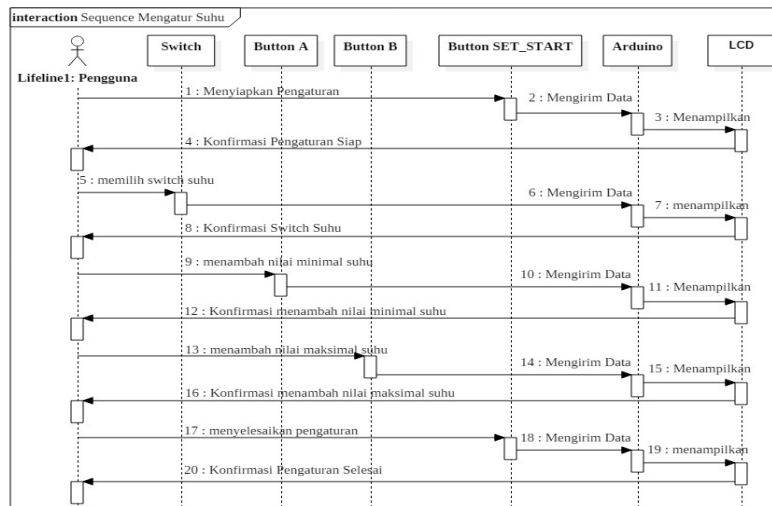 interaction Sequence Mengatur Suhu
Switch
Button A
Button B
Button SET_START
Arduino
LCD
Lifeline1: Pengguna
1 : Menyiapkan Pengaturan
2 : Mengirim Data
3 : Menampilkan
4 : Konfirmasi Pengaturan Siap
5 : memilih switch suhu
6 : Mengirim Data
7 : menampilkan
8 : Konfirmasi Switch Suhu
9 : menambah nilai minimal suhu
10 : Mengirim Data
11 : Menampilkan
12 : Konfirmasi menambah nilai minimal suhu
13 : menambah nilai maksimal suhu
14 : Mengirim Data
15 : Menampilkan
16 : Konfirmasi menambah nilai maksimal suhu
17 : menyelesaikan pengaturan
18 : Mengirim Data
19 : menampilkan
20 : Konfirmasi Pengaturan Selesai